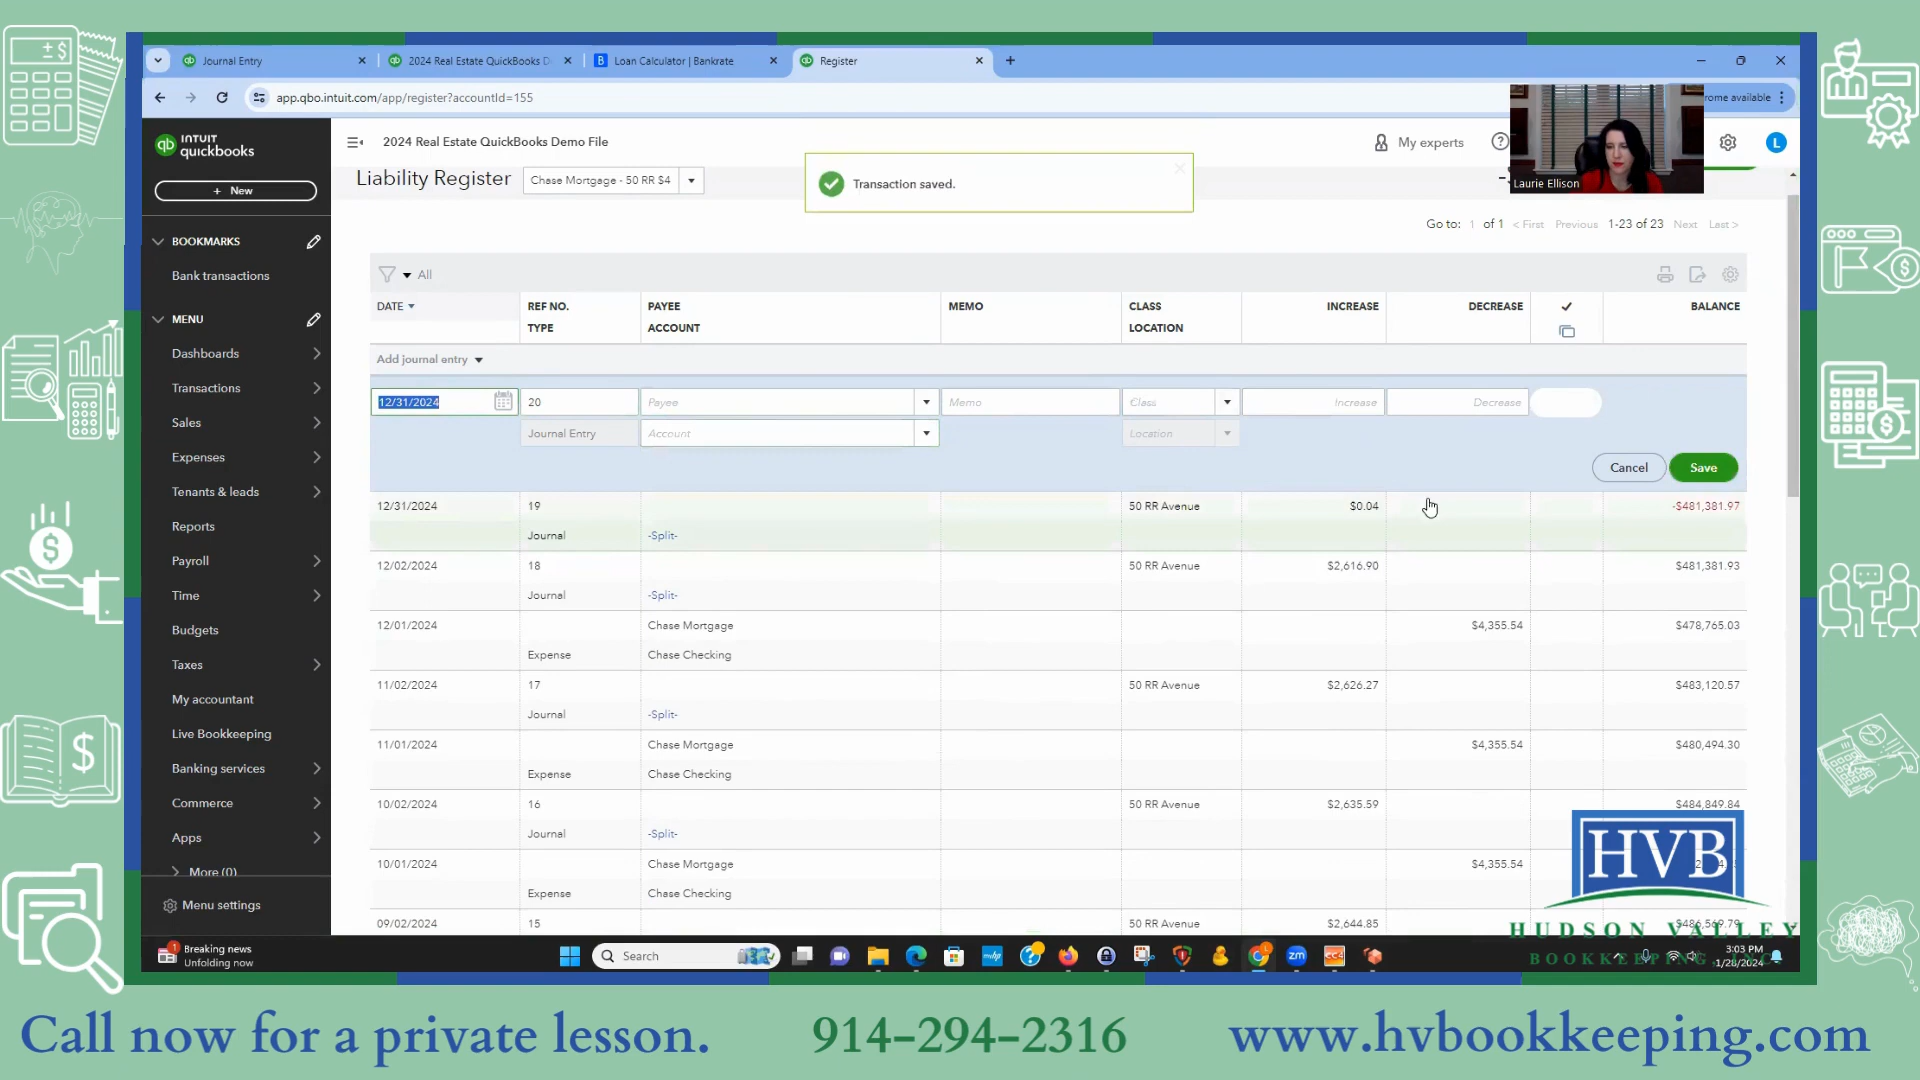 Journal Entry
2024 Real Estate QuickBooks D
Loan Calculator | Bankrate
Register
app.qbo.intuit.com/app/register?accountId=155
rome available
INTUIT
quickbooks
2024 Real Estate QuickBooks Demo File
My experts
L
Laurie Ellison
+ New
Liability Register
Chase Mortgage - 50 RR $4
Transaction saved.
Go to: 1 of 1 < First Previous 1-23 of 23 Next Last >
BOOKMARKS
Bank transactions
MENU
Dashboards
Transactions
Sales
Expenses
Tenants & leads
Reports
Payroll
Time
Budgets
Taxes
My accountant
Live Bookkeeping
Banking services
Commerce
Apps
More (0)
Menu settings
All
DATE REF NO. PAYEE MEMO CLASS INCREASE DECREASE ✓ BALANCE
TYPE ACCOUNT LOCATION
Add journal entry
12/31/2024 20 Payee Memo Class Increase Decrease
Journal Entry Account Location
Cancel Save
12/31/2024 19 50 RR Avenue $0.04 -$481,381.97
Journal -Split-
12/02/2024 18 50 RR Avenue $2,616.90 $481,381.93
Journal -Split-
12/01/2024 Chase Mortgage $4,355.54 $478,765.03
Expense Chase Checking
11/02/2024 17 50 RR Avenue $2,626.27 $483,120.57
Journal -Split-
11/01/2024 Chase Mortgage $4,355.54 $480,494.30
Expense Chase Checking
10/02/2024 16 50 RR Avenue $2,635.59 $484,849.84
Journal -Split-
10/01/2024 Chase Mortgage $4,355.54
Expense Chase Checking
09/02/2024 15 50 RR Avenue $2,644.85 $486,569.79
HVB
HUDSON VALLEY
BOOKKEEPING, INC.
Breaking news
Unfolding now
Search
3:03 PM
1/28/2024
Call now for a private lesson. 914-294-2316 www.hvbookkeeping.com